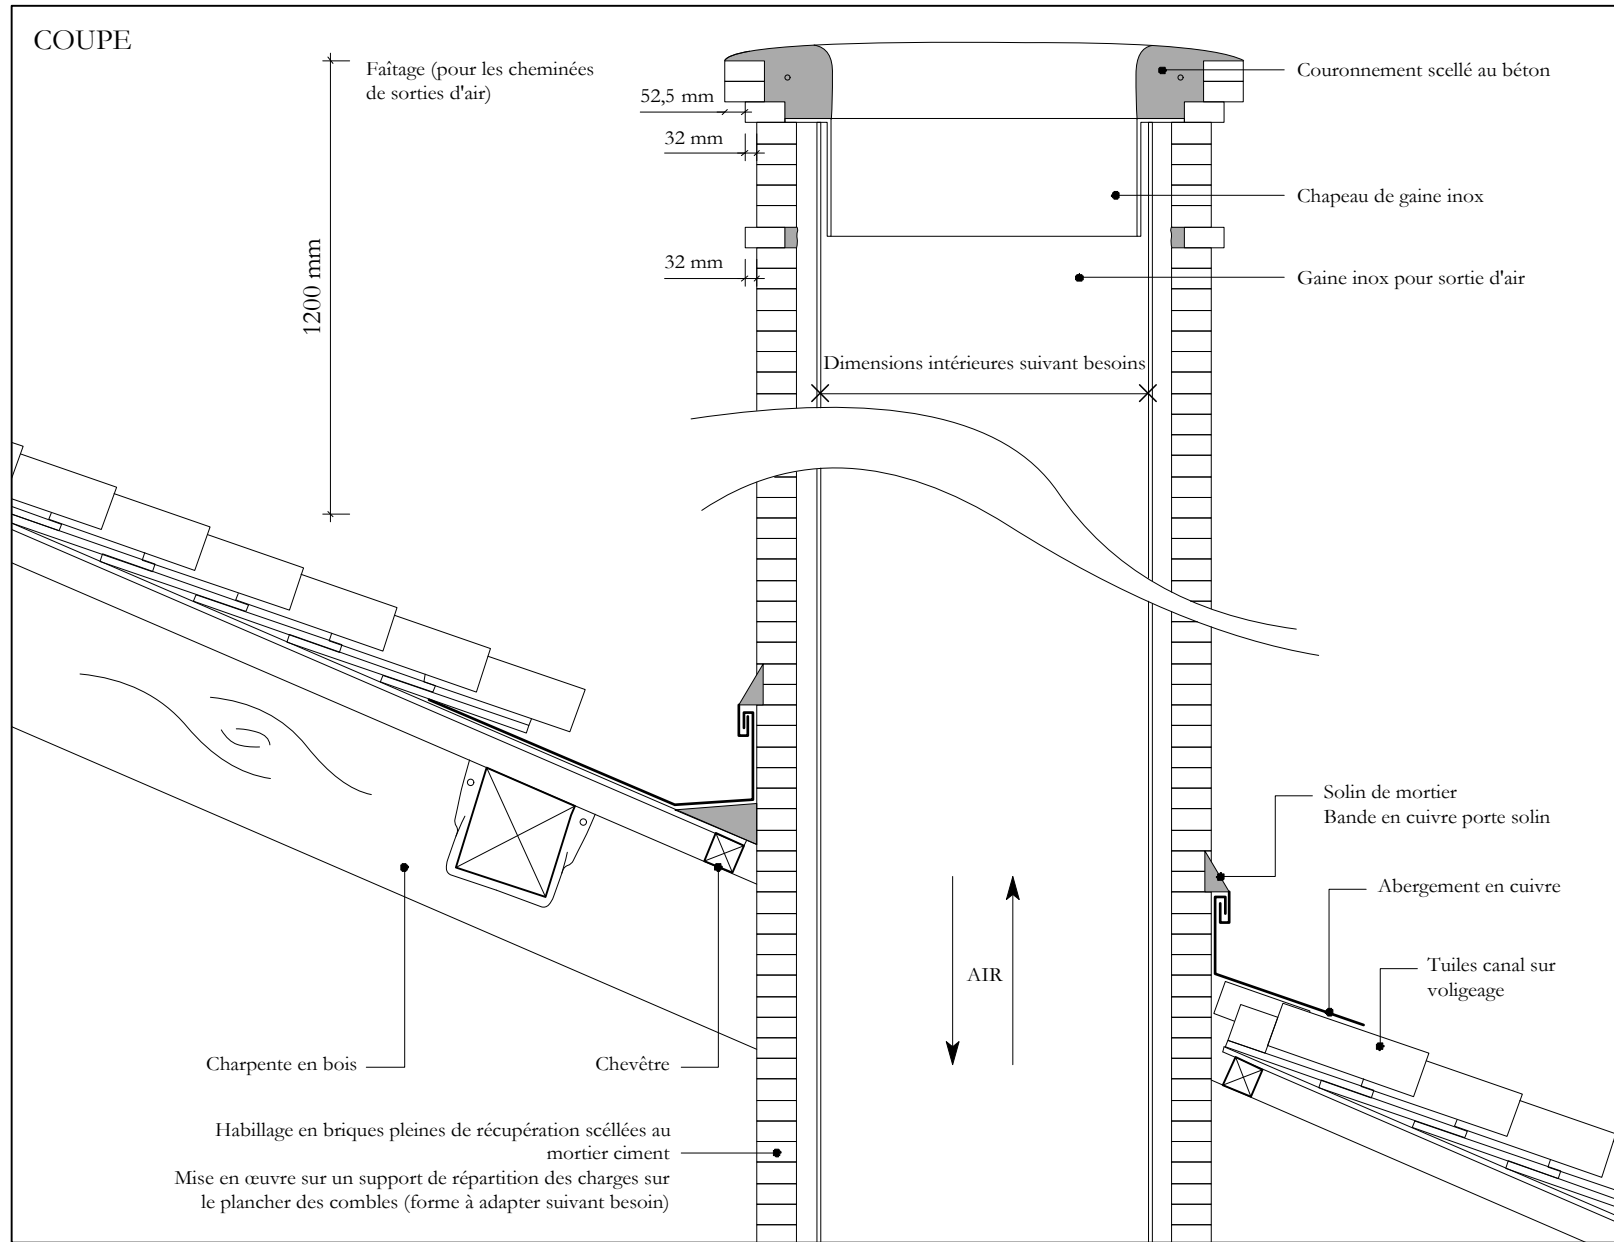 COUPE
Faîtage (pour les cheminées
de sorties d'air)
52,5 mm
32 mm
1200 mm
32 mm
Couronnement scellé au béton
Chapeau de gaine inox
Gaine inox pour sortie d'air
Dimensions intérieures suivant besoins
Solin de mortier
Bande en cuivre porte solin
Abergement en cuivre
Tuiles canal sur
voligeage
AIR
Charpente en bois
Chevêtre
Habillage en briques pleines de récupération scéllées au
mortier ciment
Mise en œuvre sur un support de répartition des charges sur
le plancher des combles (forme à adapter suivant besoin)